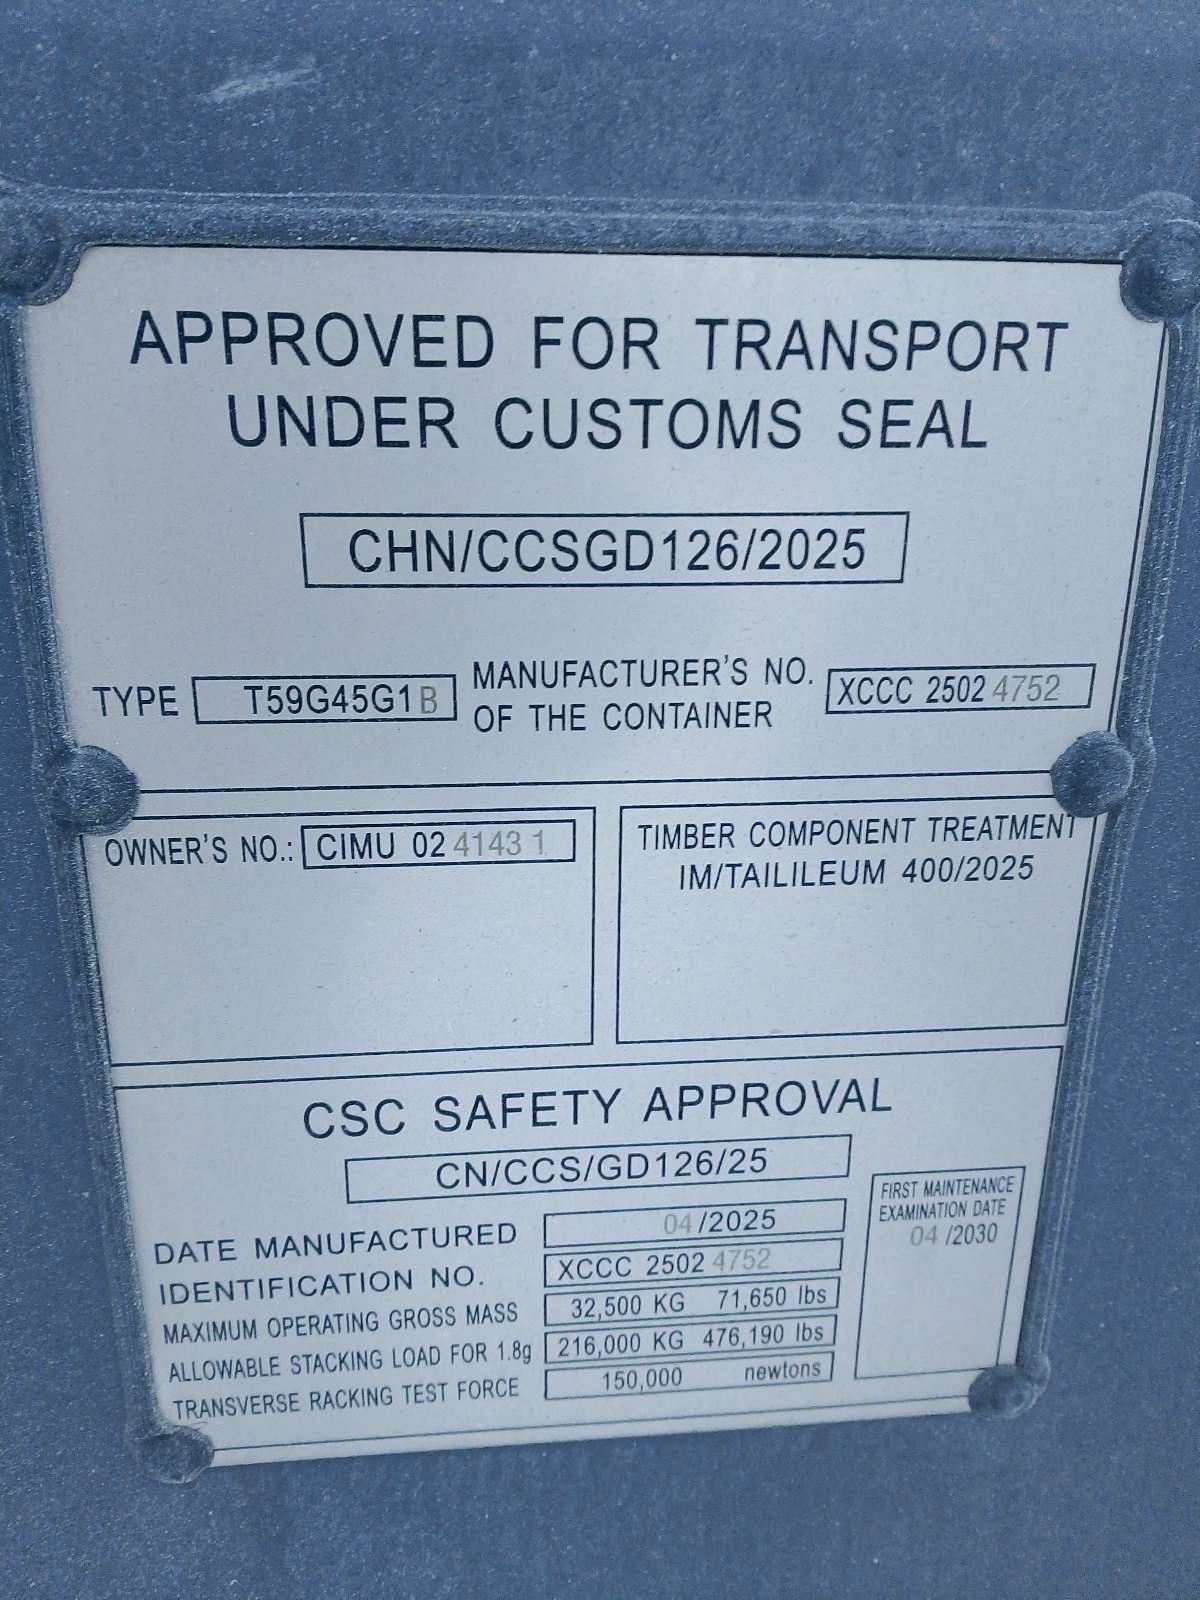 APPROVED FOR TRANSPORT
UNDER CUSTOMS SEAL
CHN/CCSGD126/2025
TYPE T59G45G1B
MANUFACTURER'S NO.
OF THE CONTAINER
XCCC 2502 4752
OWNER'S NO.: CIMU 02 4143 1
TIMBER COMPONENT TREATMENT
IM/TAILILEUM 400/2025
CSC SAFETY APPROVAL
CN/CCS/GD126/25
DATE MANUFACTURED 04 /2025
IDENTIFICATION NO. XCCC 2502 4752
MAXIMUM OPERATING GROSS MASS 32,500 KG 71,650 lbs
ALLOWABLE STACKING LOAD FOR 1.8g 216,000 KG 476,190 lbs
TRANSVERSE RACKING TEST FORCE 150,000 newtons
FIRST MAINTENANCE
EXAMINATION DATE
04 /2030